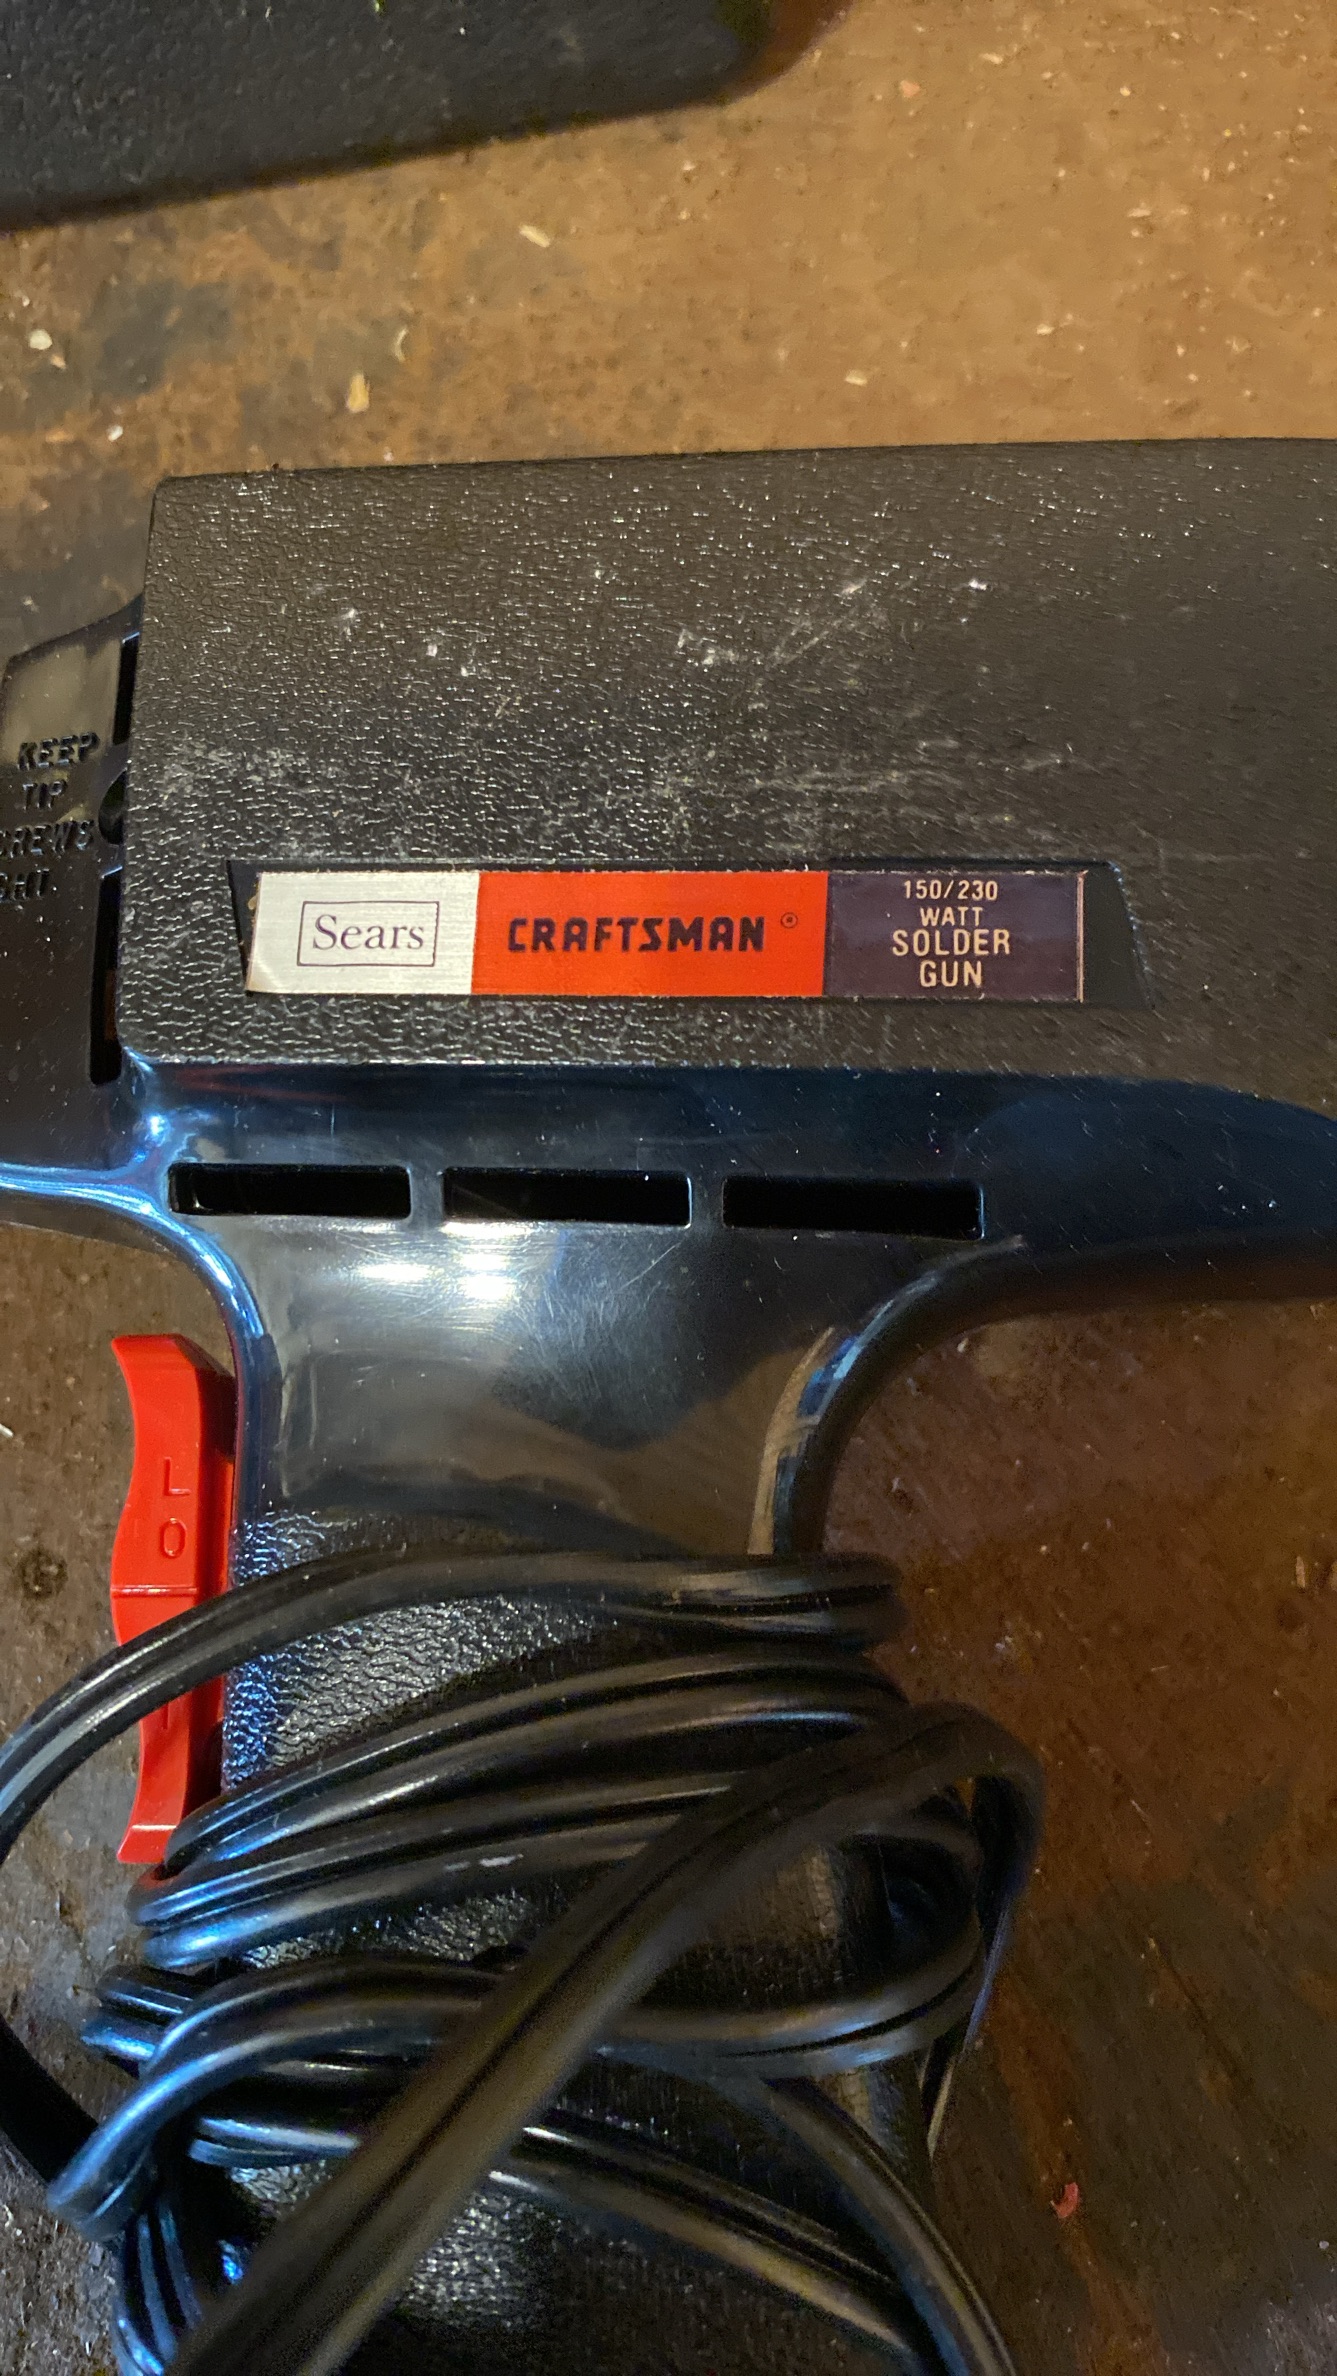 KEEP
TIP
Sears
CRAFTSMAN ®
150/230
WATT
SOLDER
GUN
LO